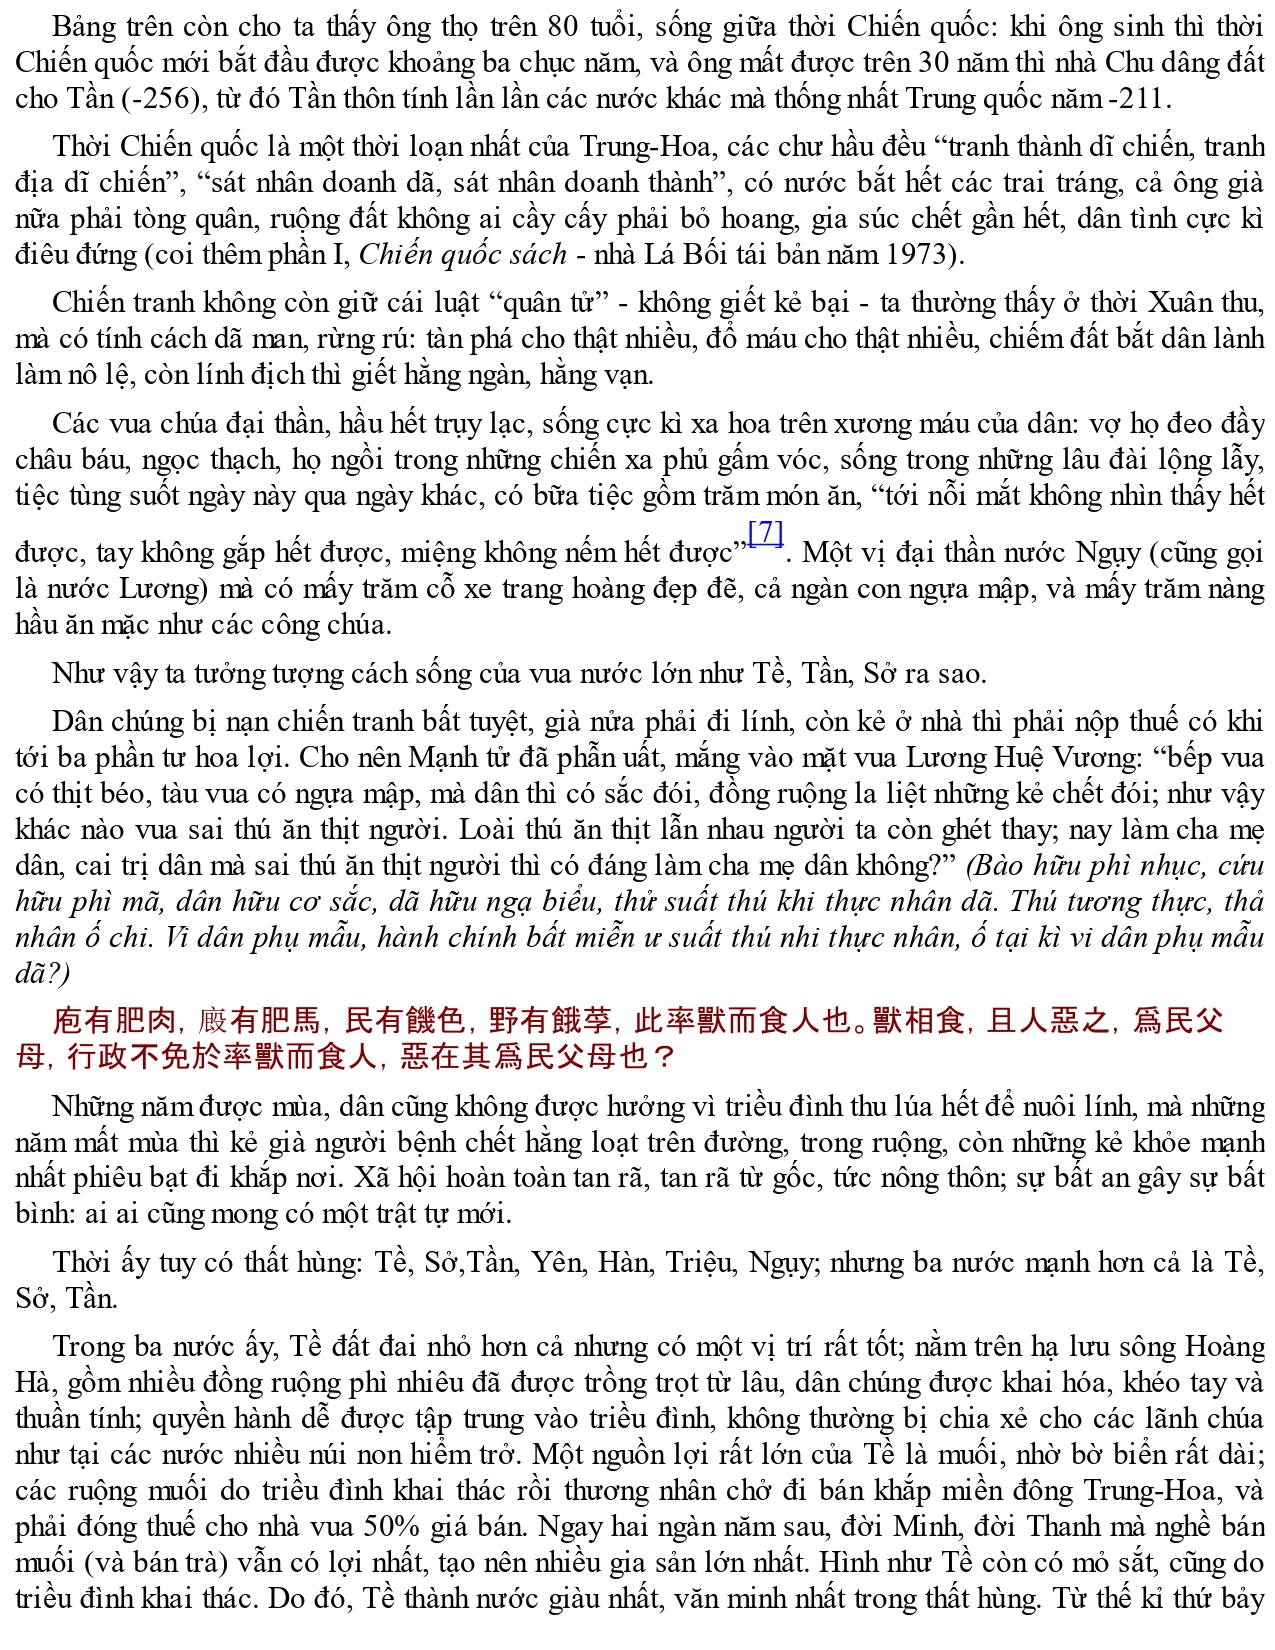 Bảng trên còn cho ta thấy ông thọ trên 80 tuổi, sống giữa thời Chiến quốc: khi ông sinh thì thời
Chiến quốc mới bắt đầu được khoảng ba chục năm, và ông mất được trên 30 năm thì nhà Chu dâng đất
cho Tần (-256), từ đó Tần thôn tính lần lần các nước khác mà thống nhất Trung quốc năm -211.
Thời Chiến quốc là một thời loạn nhất của Trung-Hoa, các chư hầu đều “tranh thành dĩ chiến, tranh
địa dĩ chiến”, “sát nhân doanh dã, sát nhân doanh thành”, có nước bắt hết các trai tráng, cả ông già
nữa phải tòng quân, ruộng đất không ai cầy cấy phải bỏ hoang, gia súc chết gần hết, dân tình cực kì
điêu đứng (coi thêm phần I, Chiến quốc sách - nhà Lá Bối tái bản năm 1973).
Chiến tranh không còn giữ cái luật “quân tử” - không giết kẻ bại - ta thường thấy ở thời Xuân thu,
mà có tính cách dã man, rừng rú: tàn phá cho thật nhiều, đổ máu cho thật nhiều, chiếm đất bắt dân lành
làm nô lệ, còn lính địch thì giết hằng ngàn, hằng vạn.
Các vua chúa đại thần, hầu hết trụy lạc, sống cực kì xa hoa trên xương máu của dân: vợ họ đeo đầy
châu báu, ngọc thạch, họ ngồi trong những chiến xa phủ gấm vóc, sống trong những lâu đài lộng lẫy,
tiệc tùng suốt ngày này qua ngày khác, có bữa tiệc gồm trăm món ăn, “tới nỗi mắt không nhìn thấy hết
được, tay không gắp hết được, miệng không nếm hết được”[7]. Một vị đại thần nước Ngụy (cũng gọi
là nước Lương) mà có mấy trăm cỗ xe trang hoàng đẹp đẽ, cả ngàn con ngựa mập, và mấy trăm nàng
hầu ăn mặc như các công chúa.
Như vậy ta tưởng tượng cách sống của vua nước lớn như Tề, Tần, Sở ra sao.
Dân chúng bị nạn chiến tranh bất tuyệt, già nửa phải đi lính, còn kẻ ở nhà thì phải nộp thuế có khi
tới ba phần tư hoa lợi. Cho nên Mạnh tử đã phẫn uất, mắng vào mặt vua Lương Huệ Vương: “bếp vua
có thịt béo, tàu vua có ngựa mập, mà dân thì có sắc đói, đồng ruộng la liệt những kẻ chết đói; như vậy
khác nào vua sai thú ăn thịt người. Loài thú ăn thịt lẫn nhau người ta còn ghét thay; nay làm cha mẹ
dân, cai trị dân mà sai thú ăn thịt người thì có đáng làm cha mẹ dân không?” (Bào hữu phì nhục, cứu
hữu phì mã, dân hữu cơ sắc, dã hữu ngạ biểu, thử suất thú khi thực nhân dã. Thú tương thực, thả
nhân ố chi. Vi dân phụ mẫu, hành chính bất miễn ư suất thú nhi thực nhân, ố tại kì vi dân phụ mẫu
dã?)
庖有肥肉, 廄有肥馬, 民有饑色, 野有餓莩, 此率獸而食人也。獸相食, 且人惡之, 爲民父
母, 行政不免於率獸而食人, 惡在其爲民父母也？
Những năm được mùa, dân cũng không được hưởng vì triều đình thu lúa hết để nuôi lính, mà những
năm mất mùa thì kẻ già người bệnh chết hằng loạt trên đường, trong ruộng, còn những kẻ khỏe mạnh
nhất phiêu bạt đi khắp nơi. Xã hội hoàn toàn tan rã, tan rã từ gốc, tức nông thôn; sự bất an gây sự bất
bình: ai ai cũng mong có một trật tự mới.
Thời ấy tuy có thất hùng: Tề, Sở,Tần, Yên, Hàn, Triệu, Ngụy; nhưng ba nước mạnh hơn cả là Tề,
Sở, Tần.
Trong ba nước ấy, Tề đất đai nhỏ hơn cả nhưng có một vị trí rất tốt; nằm trên hạ lưu sông Hoàng
Hà, gồm nhiều đồng ruộng phì nhiêu đã được trồng trọt từ lâu, dân chúng được khai hóa, khéo tay và
thuần tính; quyền hành dễ được tập trung vào triều đình, không thường bị chia xẻ cho các lãnh chúa
như tại các nước nhiều núi non hiểm trở. Một nguồn lợi rất lớn của Tề là muối, nhờ bờ biển rất dài;
các ruộng muối do triều đình khai thác rồi thương nhân chở đi bán khắp miền đông Trung-Hoa, và
phải đóng thuế cho nhà vua 50% giá bán. Ngay hai ngàn năm sau, đời Minh, đời Thanh mà nghề bán
muối (và bán trà) vẫn có lợi nhất, tạo nên nhiều gia sản lớn nhất. Hình như Tề còn có mỏ sắt, cũng do
triều đình khai thác. Do đó, Tề thành nước giàu nhất, văn minh nhất trong thất hùng. Từ thế kỉ thứ bảy